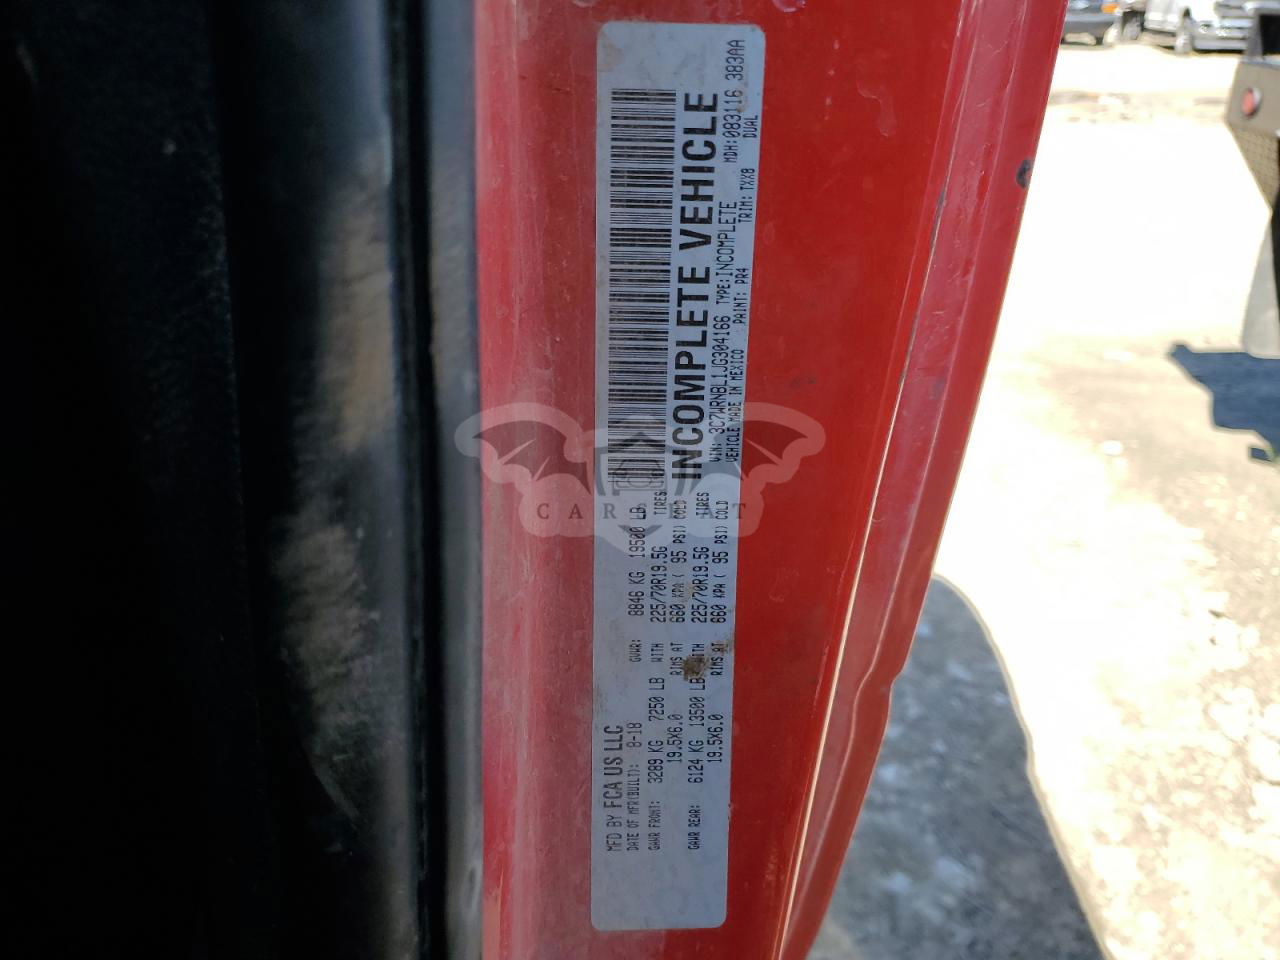 MFD BY FCA US LLC
DATE OF MFR(BUILT): 8-18 GVWR: 8846 KG 19500 LB
GAWR FRONT: 3289 KG 7250 LB WITH 225/70R19.5G TIRES
19.5X6.0 RIMS AT 660 KPA ( 95 PSI) COLD
GAWR REAR: 6124 KG 13500 LB WITH 225/70R19.5G TIRES
19.5X6.0 RIMS AT 660 KPA ( 95 PSI) COLD
INCOMPLETE VEHICLE
VIN: 3C7WRNBL1JG304166 TYPE:INCOMPLETE MDH:083116 383AA
VEHICLE MADE IN MEXICO PAINT: PR4 TRIM: TXX8 DUAL